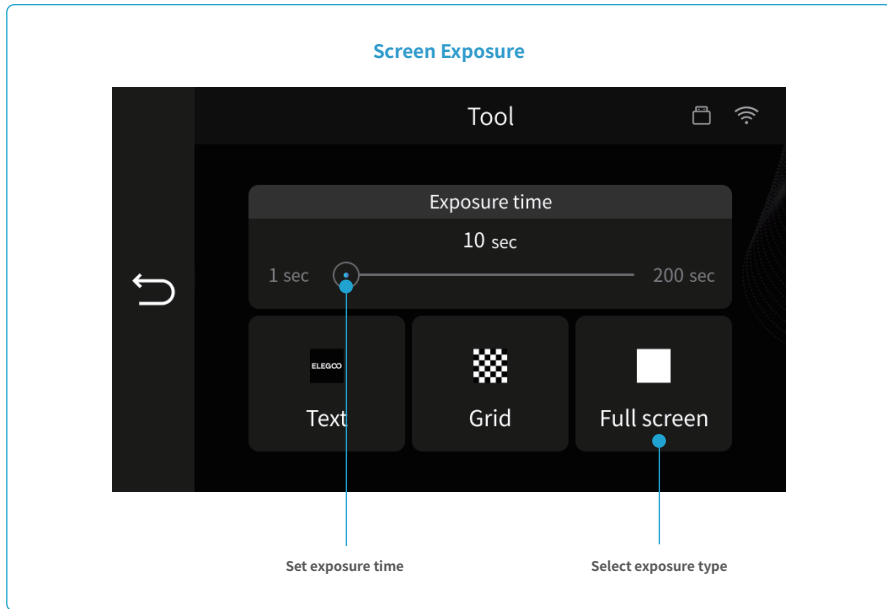 Screen Exposure
Tool
Exposure time
10 sec
1 sec
200 sec
ELEGOO
Text
Grid
Full screen
Set exposure time
Select exposure type